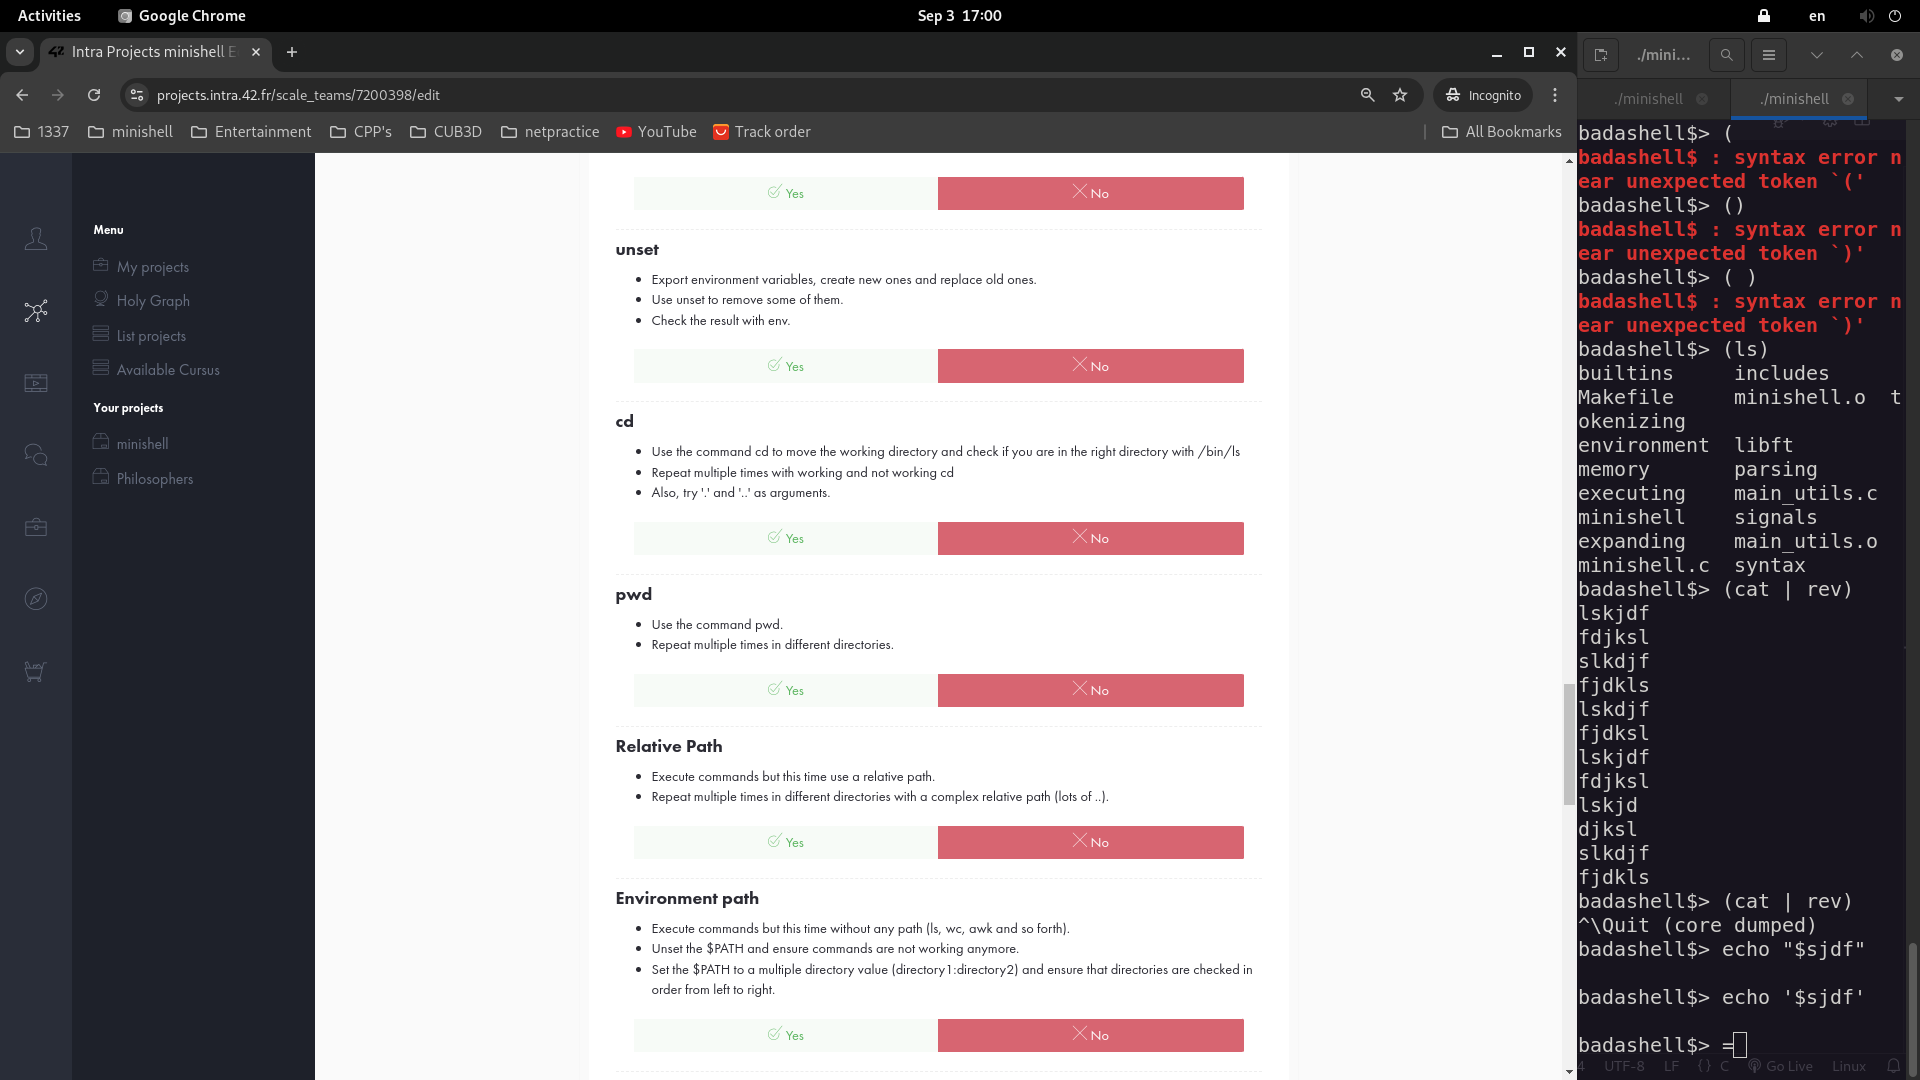 Activities
Google Chrome
Sep 3 17:00
en
Intra Projects minishell E
projects.intra.42.fr/scale_teams/7200398/edit
Incognito
1337
minishell
Entertainment
CPP's
CUB3D
netpractice
YouTube
Track order
All Bookmarks
Menu
My projects
Holy Graph
List projects
Available Cursus
Your projects
minishell
Philosophers
Yes
No
unset
Export environment variables, create new ones and replace old ones.
Use unset to remove some of them.
Check the result with env.
Yes
No
cd
Use the command cd to move the working directory and check if you are in the right directory with /bin/ls
Repeat multiple times with working and not working cd
Also, try '.' and '..' as arguments.
Yes
No
pwd
Use the command pwd.
Repeat multiple times in different directories.
Yes
No
Relative Path
Execute commands but this time use a relative path.
Repeat multiple times in different directories with a complex relative path (lots of ..).
Yes
No
Environment path
Execute commands but this time without any path (ls, wc, awk and so forth).
Unset the $PATH and ensure commands are not working anymore.
Set the $PATH to a multiple directory value (directory1:directory2) and ensure that directories are checked in
order from left to right.
Yes
No
./mini...
./minishell
./minishell
badashell$> (
badashell$ : syntax error n
ear unexpected token `('
badashell$> ()
badashell$ : syntax error n
ear unexpected token `)'
badashell$> ( )
badashell$ : syntax error n
ear unexpected token `)'
badashell$> (ls)
builtins     includes
Makefile     minishell.o  t
okenizing
environment  libft
memory       parsing
executing    main_utils.c
minishell    signals
expanding    main_utils.o
minishell.c  syntax
badashell$> (cat | rev)
lskjdf
fdjksl
slkdjf
fjdkls
lskdjf
fjdksl
lskjdf
fdjksl
lskjd
djksl
slkdjf
fjdkls
badashell$> (cat | rev)
^\Quit (core dumped)
badashell$> echo "$sjdf"
badashell$> echo '$sjdf'
badashell$> =
4 UTF-8 LF {} C Go Live Linux